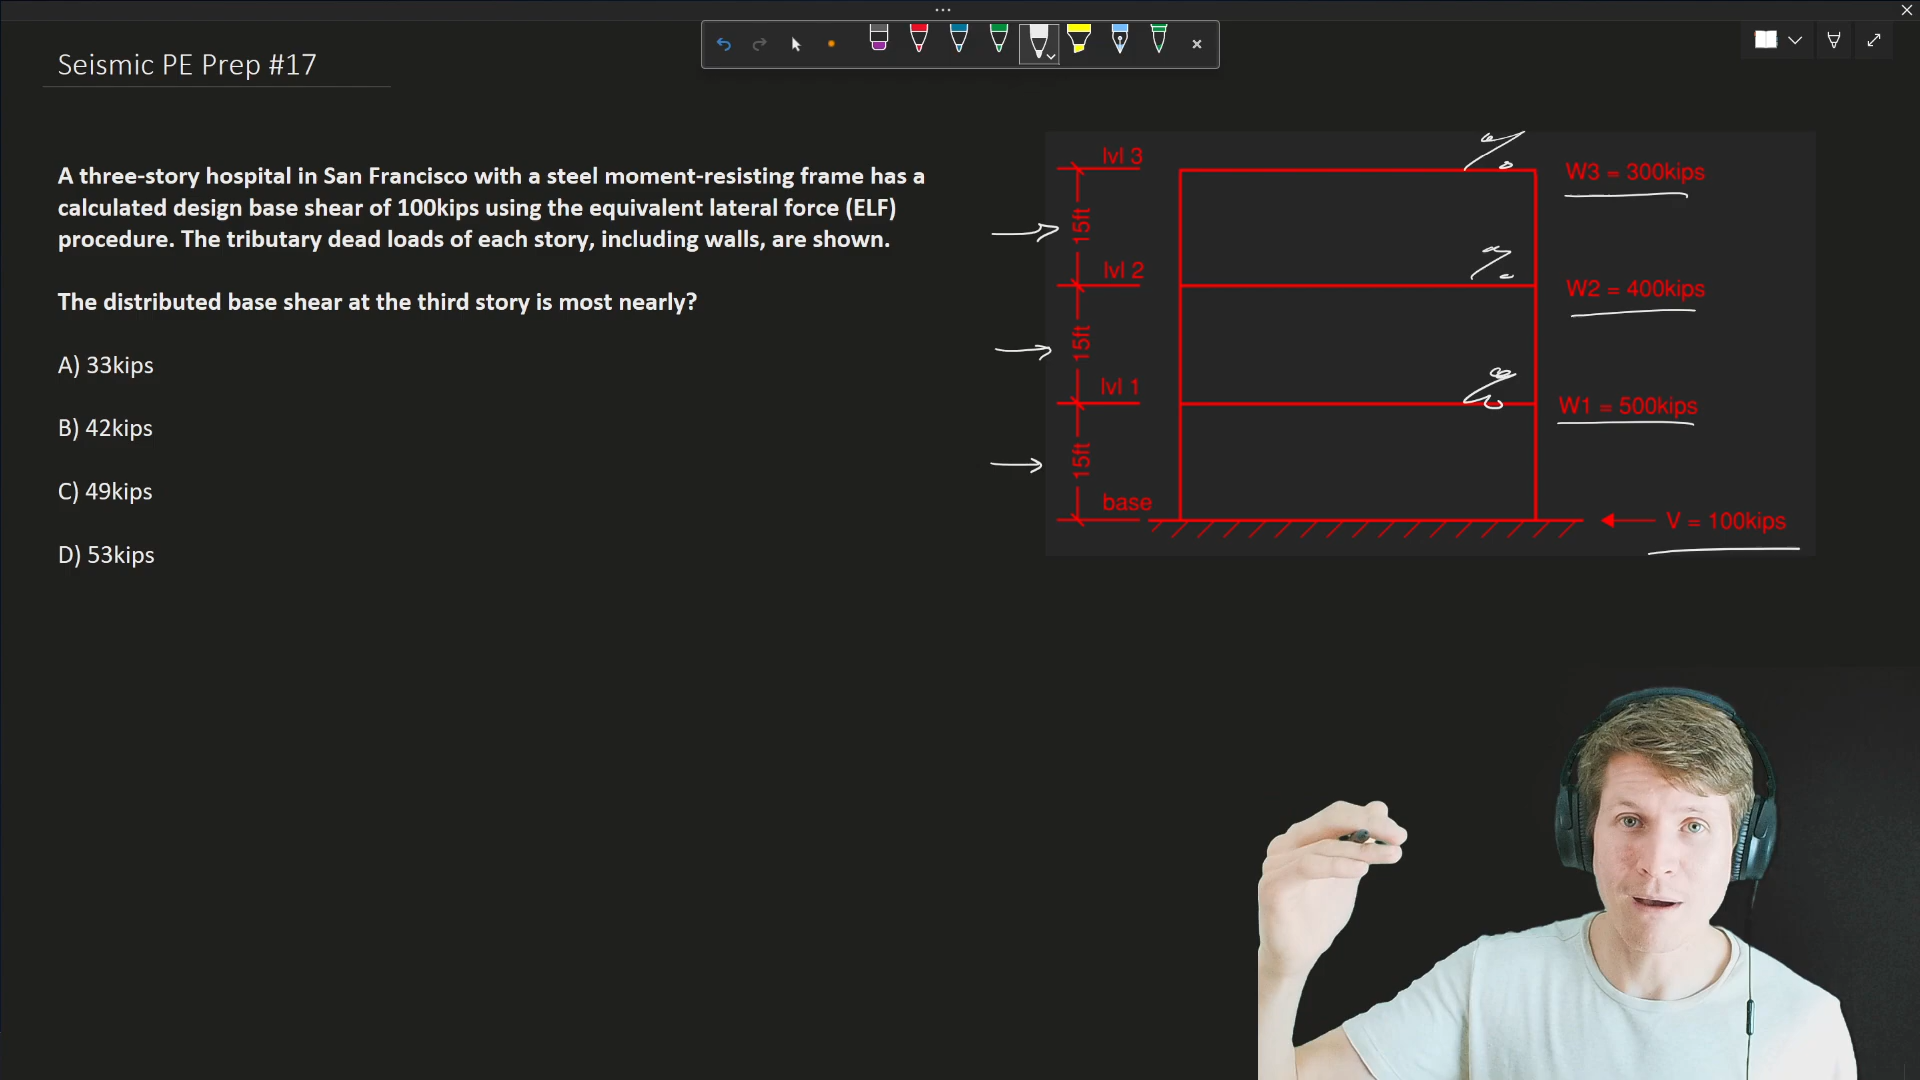 Seismic PE Prep #17
A three-story hospital in San Francisco with a steel moment-resisting frame has a
calculated design base shear of 100kips using the equivalent lateral force (ELF)
procedure. The tributary dead loads of each story, including walls, are shown.
The distributed base shear at the third story is most nearly?
A) 33kips
B) 42kips
C) 49kips
D) 53kips
lvl 3
W3 = 300kips
15ft
lvl 2
W2 = 400kips
15ft
lvl 1
W1 = 500kips
15ft
base
V = 100kips